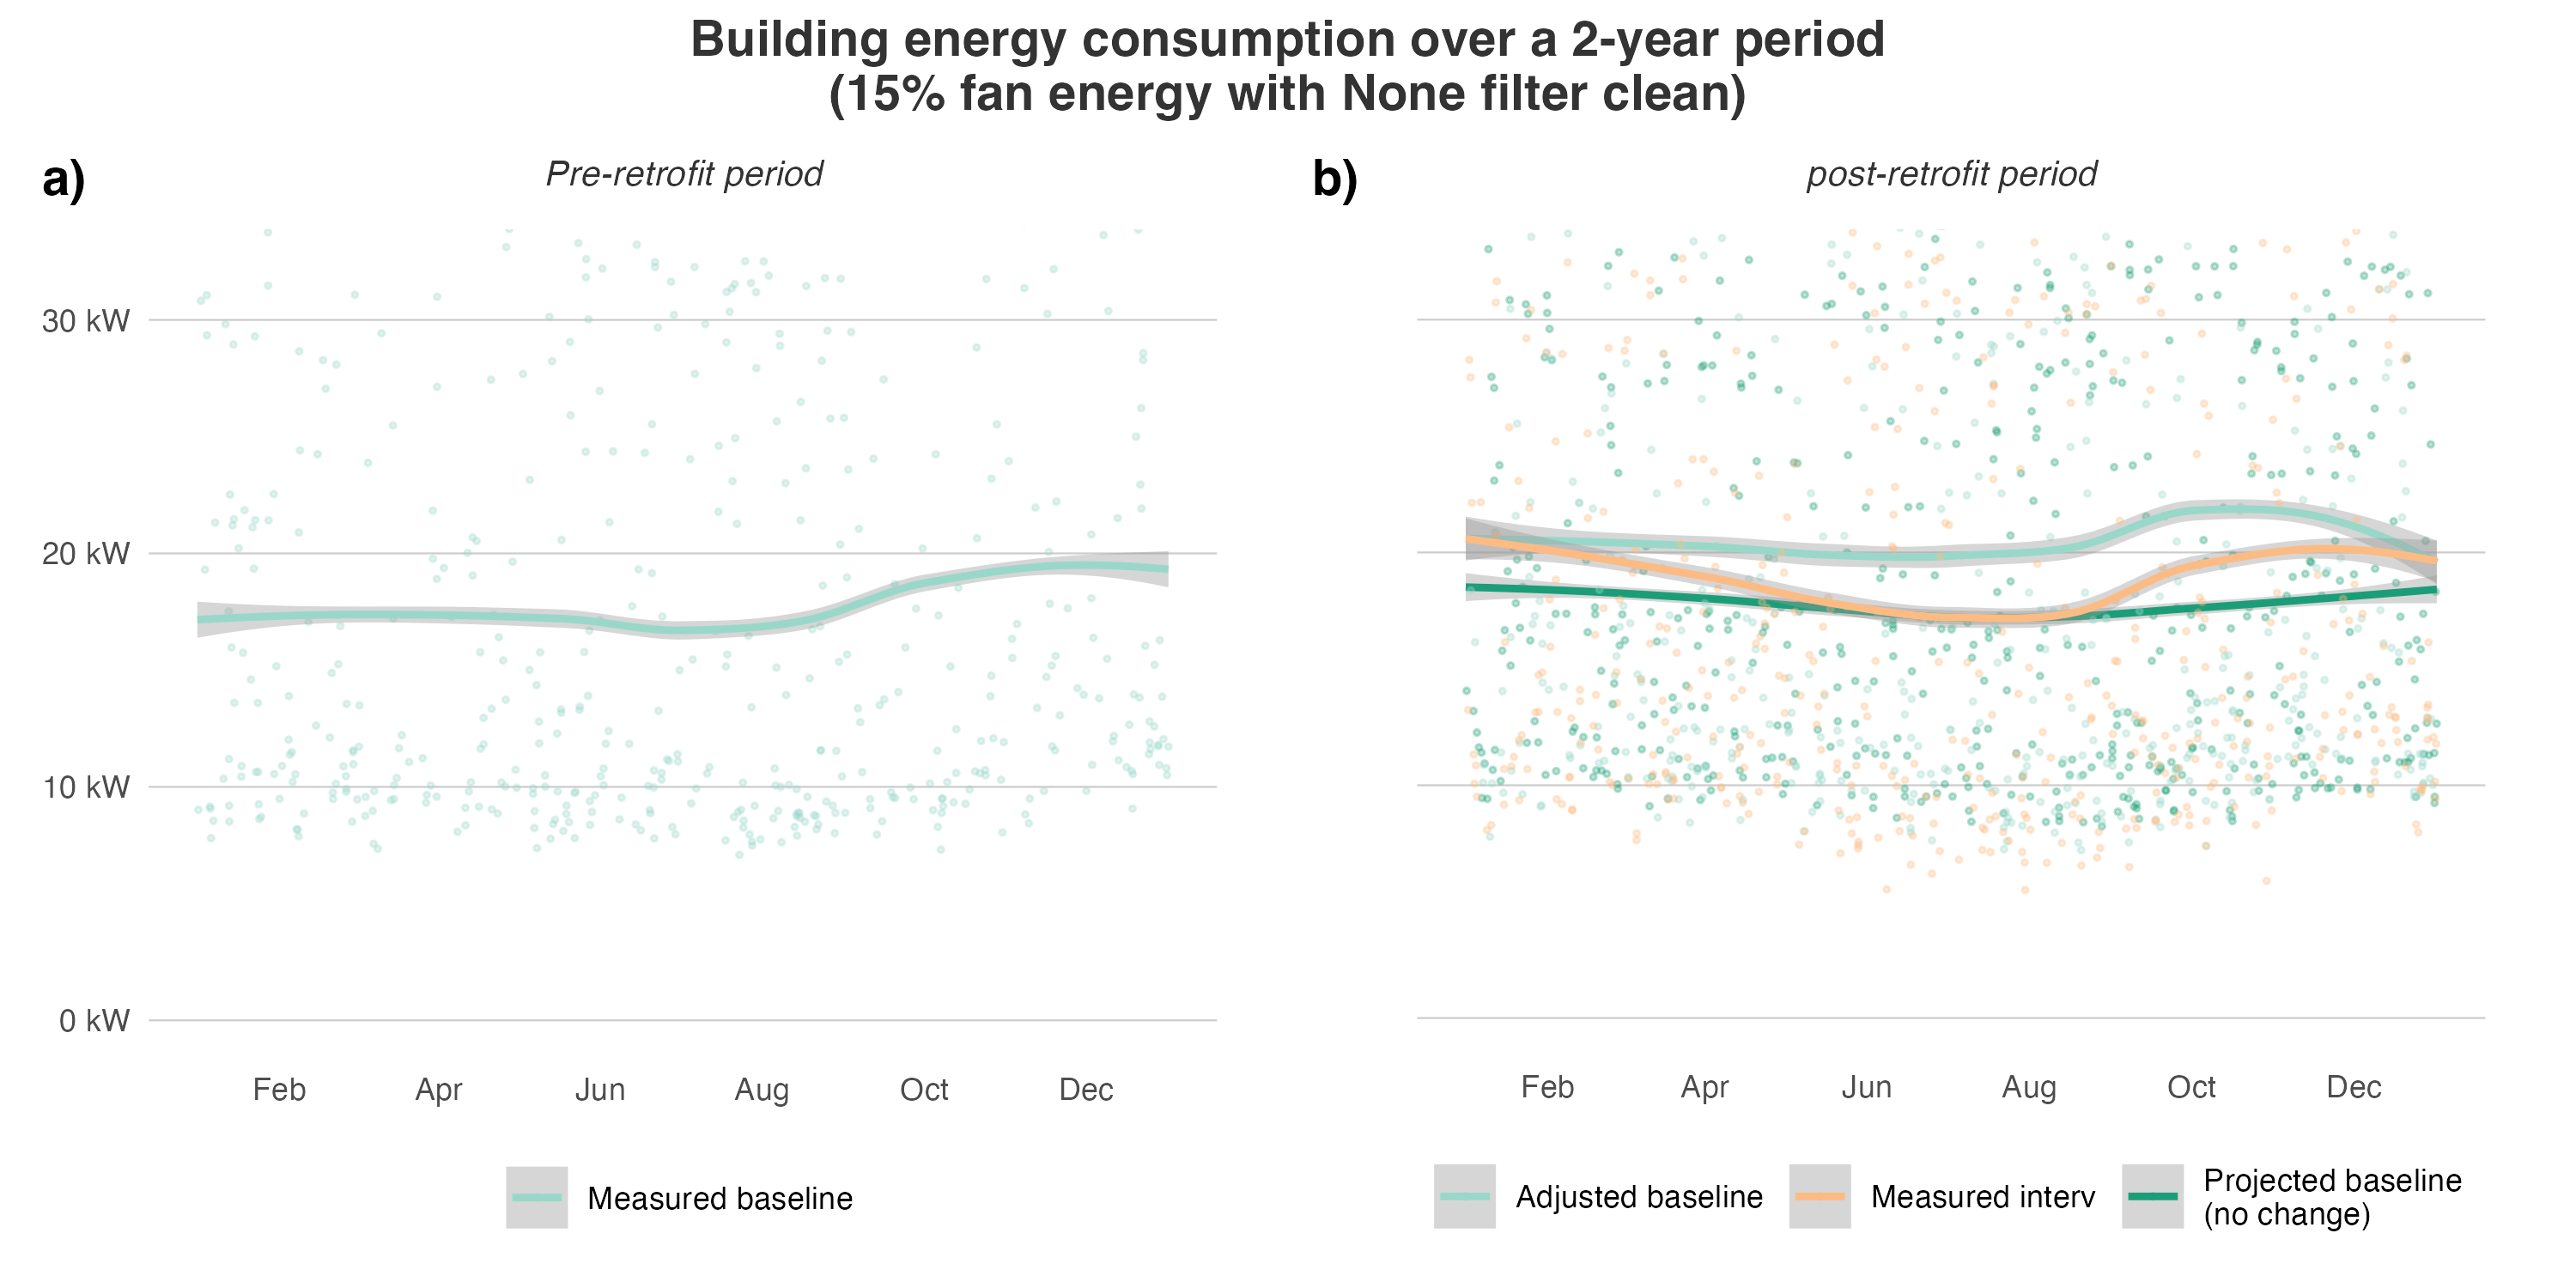 Building energy consumption over a 2-year period
(15% fan energy with None filter clean)
a)
Pre-retrofit period
30 kW
20 kW
10 kW
0 kW
Feb Apr Jun Aug Oct Dec
Measured baseline
b)
post-retrofit period
Feb Apr Jun Aug Oct Dec
Adjusted baseline
Measured interv
Projected baseline
(no change)